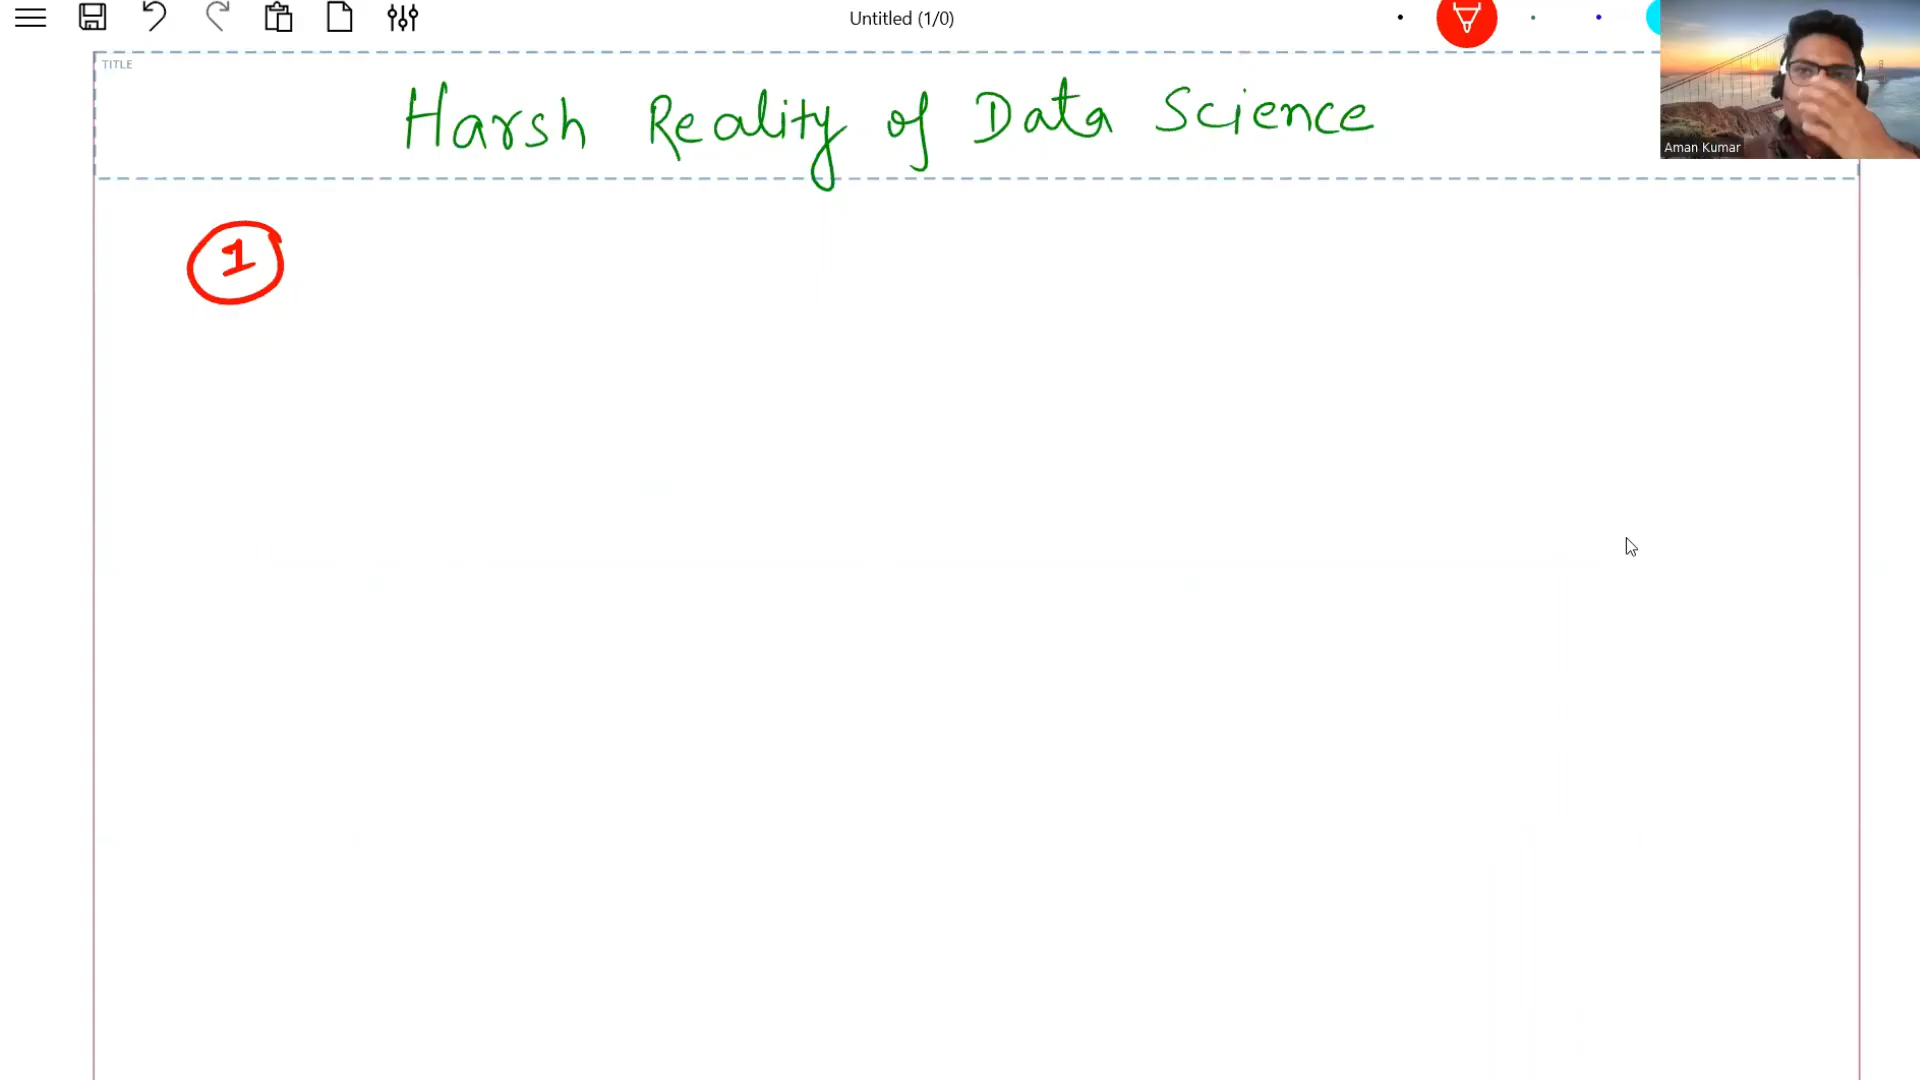 Untitled (1/0)
TITLE
Harsh Reality of Data Science
Aman Kumar
1